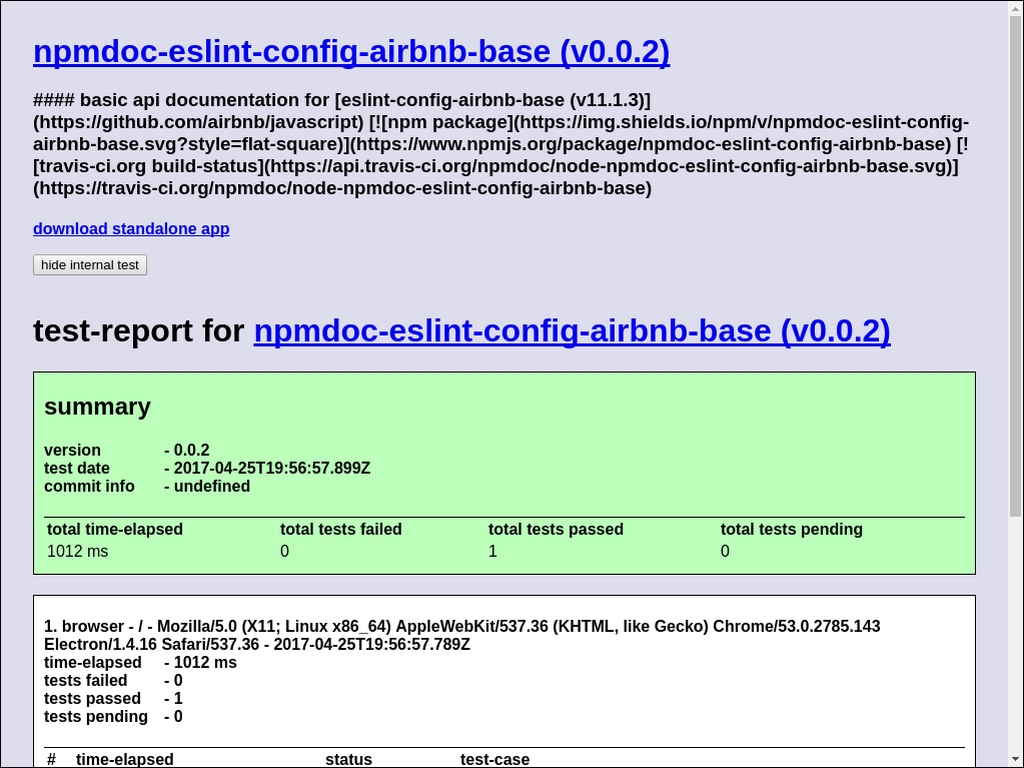 npmdoc-eslint-config-airbnb-base (v0.0.2)
#### basic api documentation for [eslint-config-airbnb-base (v11.1.3)]
(https://github.com/airbnb/javascript) [![npm package](https://img.shields.io/npm/v/npmdoc-eslint-config-
airbnb-base.svg?style=flat-square)](https://www.npmjs.org/package/npmdoc-eslint-config-airbnb-base) [!
[travis-ci.org build-status](https://api.travis-ci.org/npmdoc/node-npmdoc-eslint-config-airbnb-base.svg)]
(https://travis-ci.org/npmdoc/node-npmdoc-eslint-config-airbnb-base)
download standalone app
hide internal test
test-report for npmdoc-eslint-config-airbnb-base (v0.0.2)
summary
version - 0.0.2
test date - 2017-04-25T19:56:57.899Z
commit info - undefined
total time-elapsed total tests failed total tests passed total tests pending
1012 ms 0 1 0
1. browser - / - Mozilla/5.0 (X11; Linux x86_64) AppleWebKit/537.36 (KHTML, like Gecko) Chrome/53.0.2785.143
Electron/1.4.16 Safari/537.36 - 2017-04-25T19:56:57.789Z
time-elapsed - 1012 ms
tests failed - 0
tests passed - 1
tests pending - 0
# time-elapsed status test-case